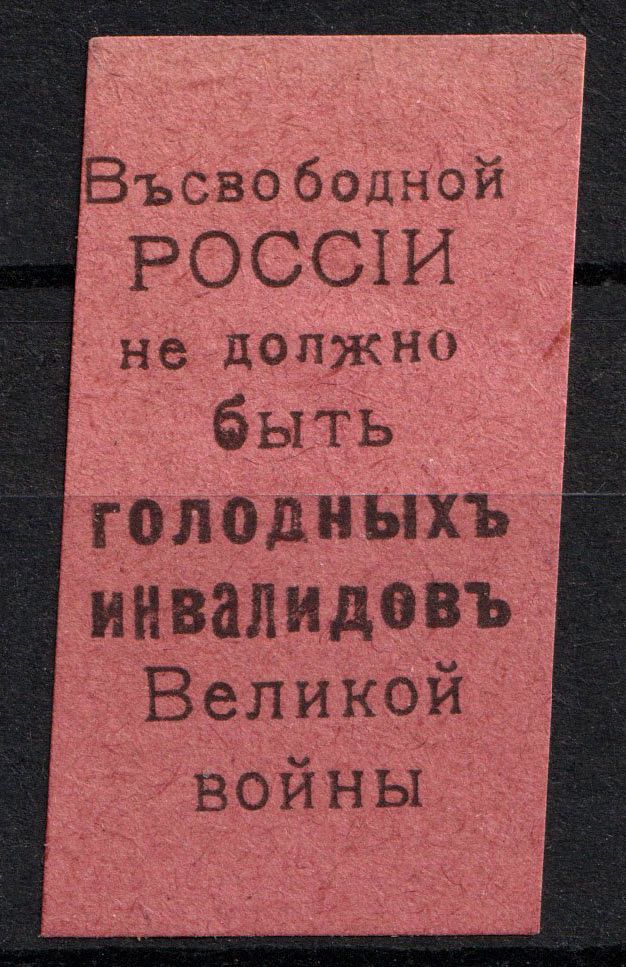 Въсвободной
РОССІИ
не должно
быть
голодныхъ
инвалидовъ
Великой
войны